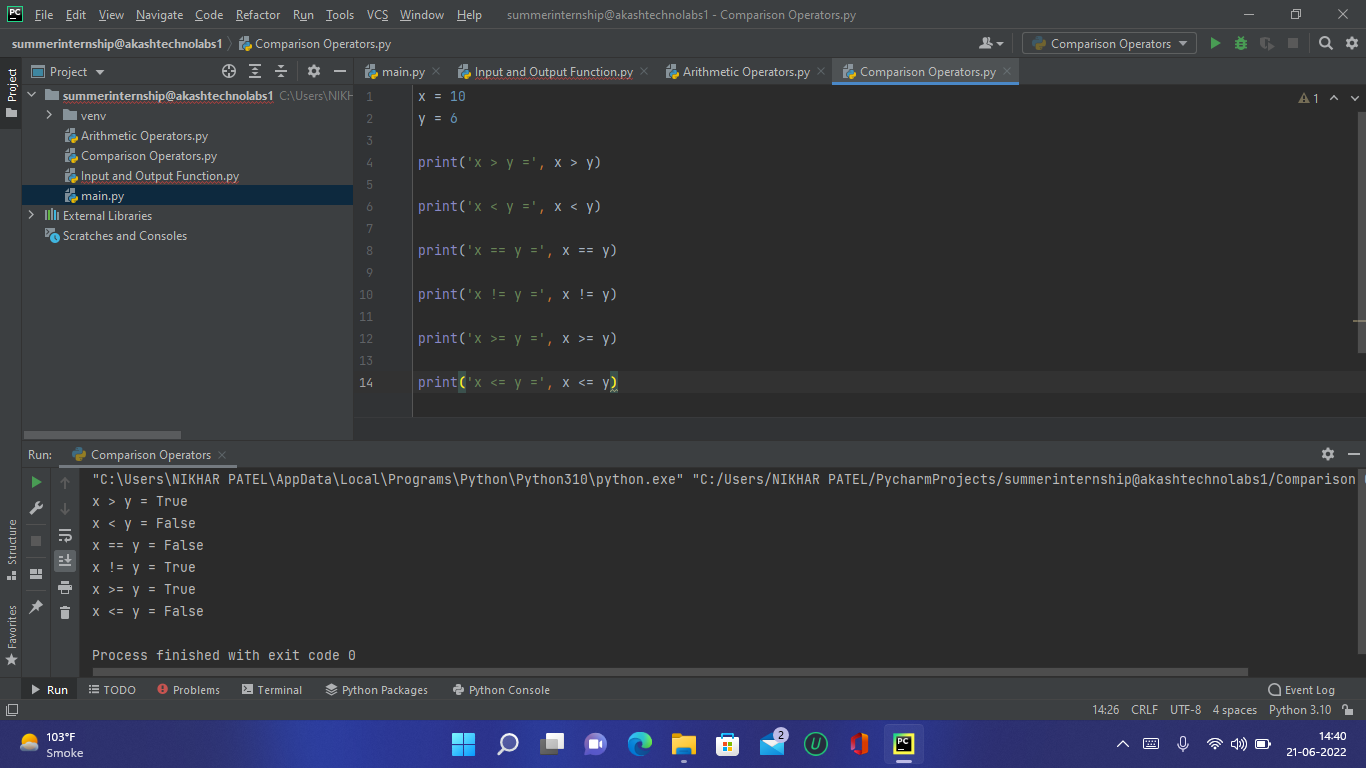 PC File Edit View Navigate Code Refactor Run Tools VCS Window Help summerinternship@akashtechnolabs1 - Comparison Operators.py
summerinternship@akashtechnolabs1 Comparison Operators.py Comparison Operators
Project
Project
main.py Input and Output Function.py Arithmetic Operators.py Comparison Operators.py
summerinternship@akashtechnolabs1 C:\Users\NIKH
venv
Arithmetic Operators.py
Comparison Operators.py
Input and Output Function.py
main.py
External Libraries
Scratches and Consoles
1 x = 10
1
2 y = 6
3
4 print('x > y =', x > y)
5
6 print('x < y =', x < y)
7
8 print('x == y =', x == y)
9
10 print('x != y =', x != y)
11
12 print('x >= y =', x >= y)
13
14 print('x <= y =', x <= y)
Run: Comparison Operators
"C:\Users\NIKHAR PATEL\AppData\Local\Programs\Python\Python310\python.exe" "C:/Users/NIKHAR PATEL/PycharmProjects/summerinternship@akashtechnolabs1/Comparison
x > y = True
x < y = False
x == y = False
x != y = True
x >= y = True
x <= y = False
Process finished with exit code 0
Structure
Favorites
Run TODO Problems Terminal Python Packages Python Console Event Log
14:26 CRLF UTF-8 4 spaces Python 3.10
103°F
Smoke
2
U
PC
14:40
21-06-2022